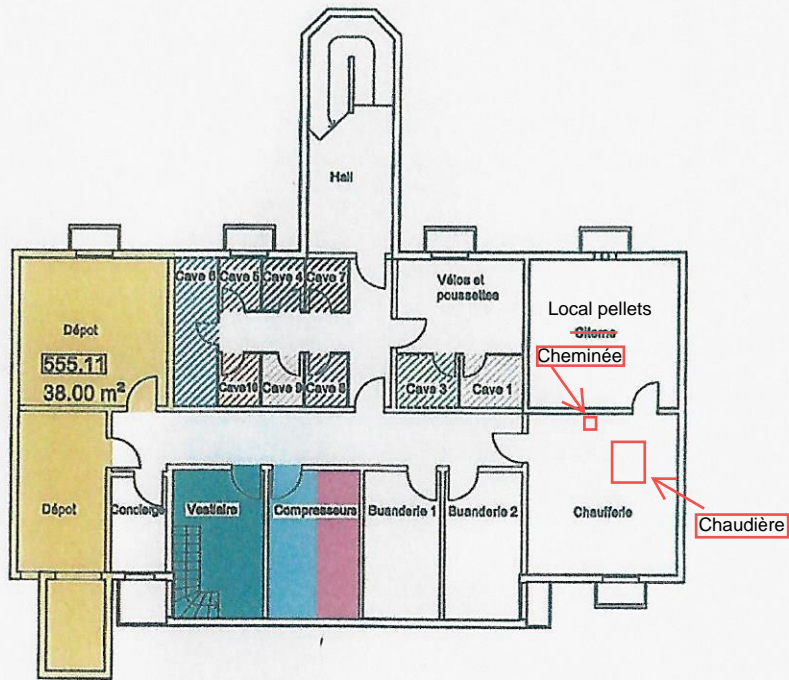 Hall
Cave 6
Cave 5
Cave 4
Cave 7
Vélos et
poussettes
Local pellets
Citerne
Cheminée
Dépot
555.11
38.00 m²
Cave10
Cave 9
Cave 8
Cave 3
Cave 1
Dépot
Concierge
Vestiaire
Compresseurs
Buanderie 1
Buanderie 2
Chaufferie
Chaudière